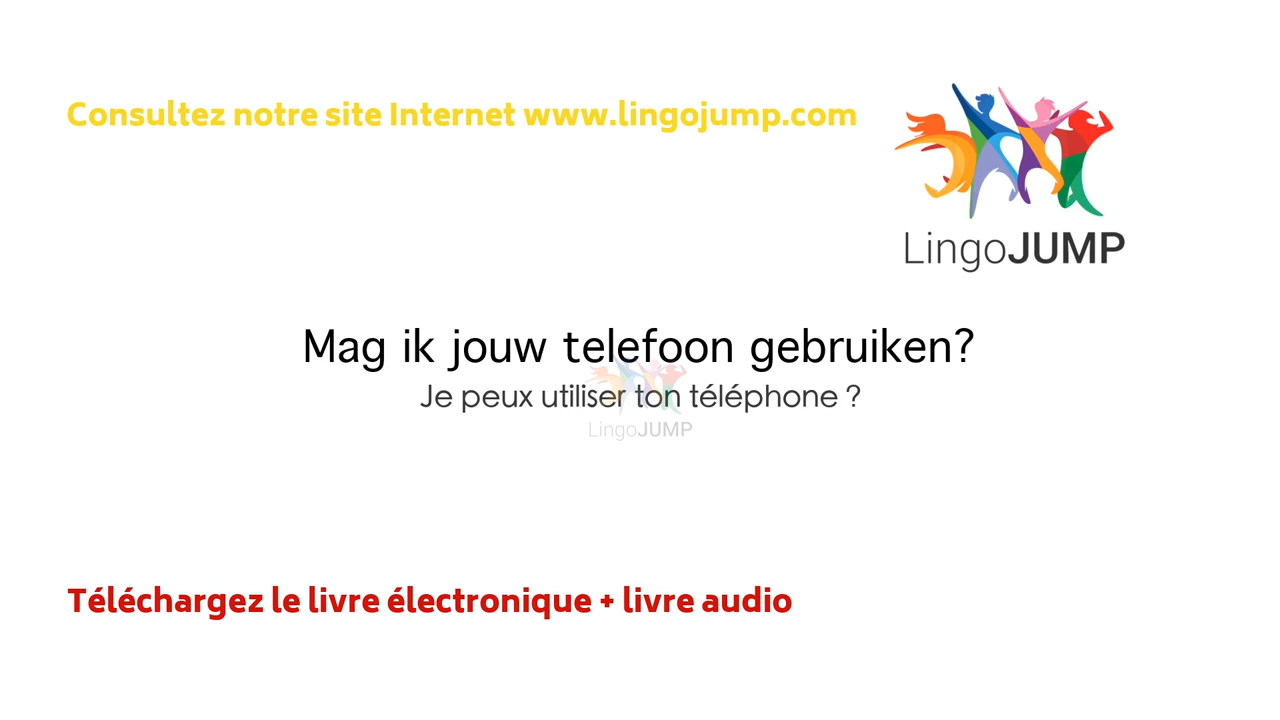 Consultez notre site Internet www.lingojump.com
LingoJUMP
Mag ik jouw telefoon gebruiken?
Je peux utiliser ton téléphone ?
LingoJUMP
Téléchargez le livre électronique + livre audio